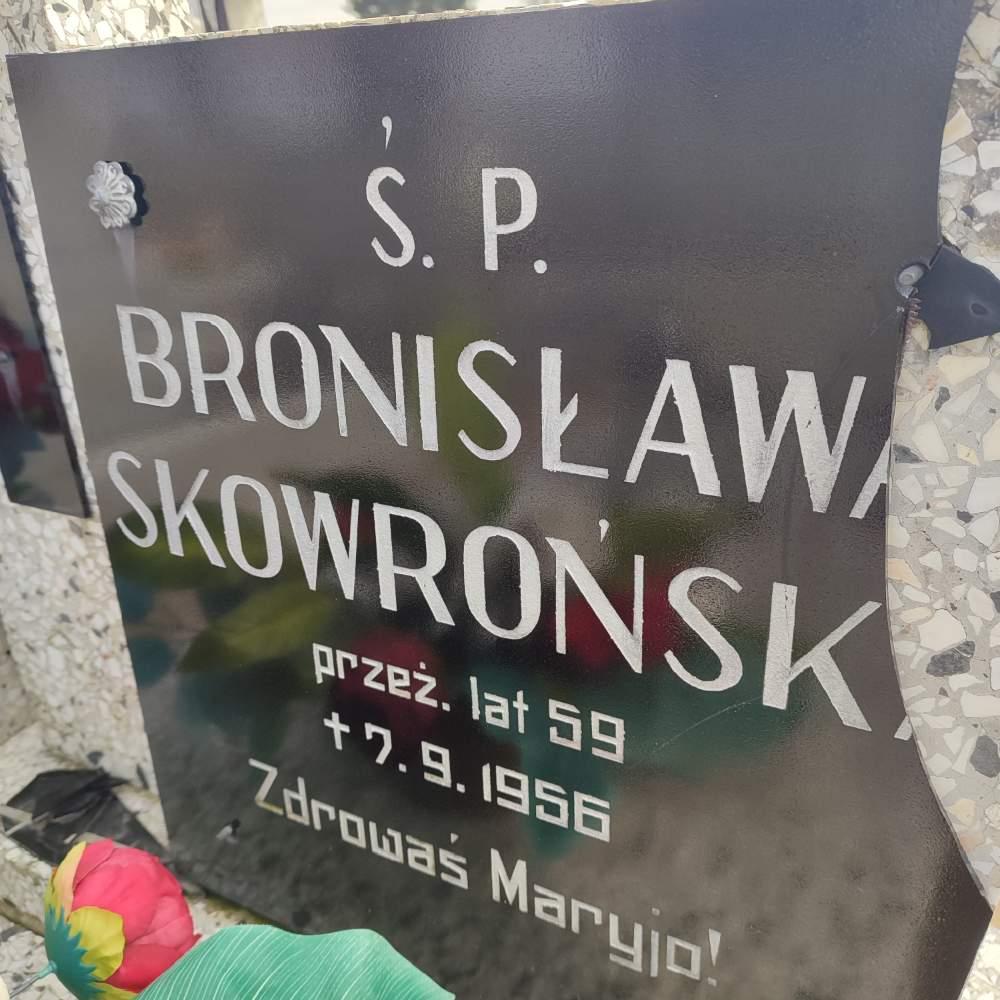 Ś. P.
BRONISŁAWA
SKOWROŃSKA
przeż. lat 59
† 7. 9. 1956
Zdrowaś Maryjo!